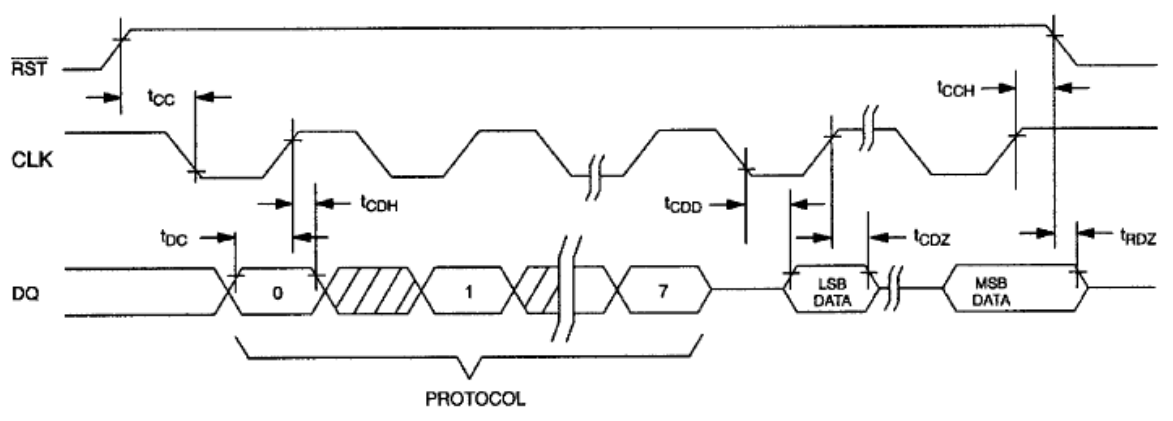 RST
tCC
tCCH
CLK
tCDH
tCDD
tDC
tCDZ
tRDZ
DQ
0
1
7
LSB
DATA
MSB
DATA
PROTOCOL